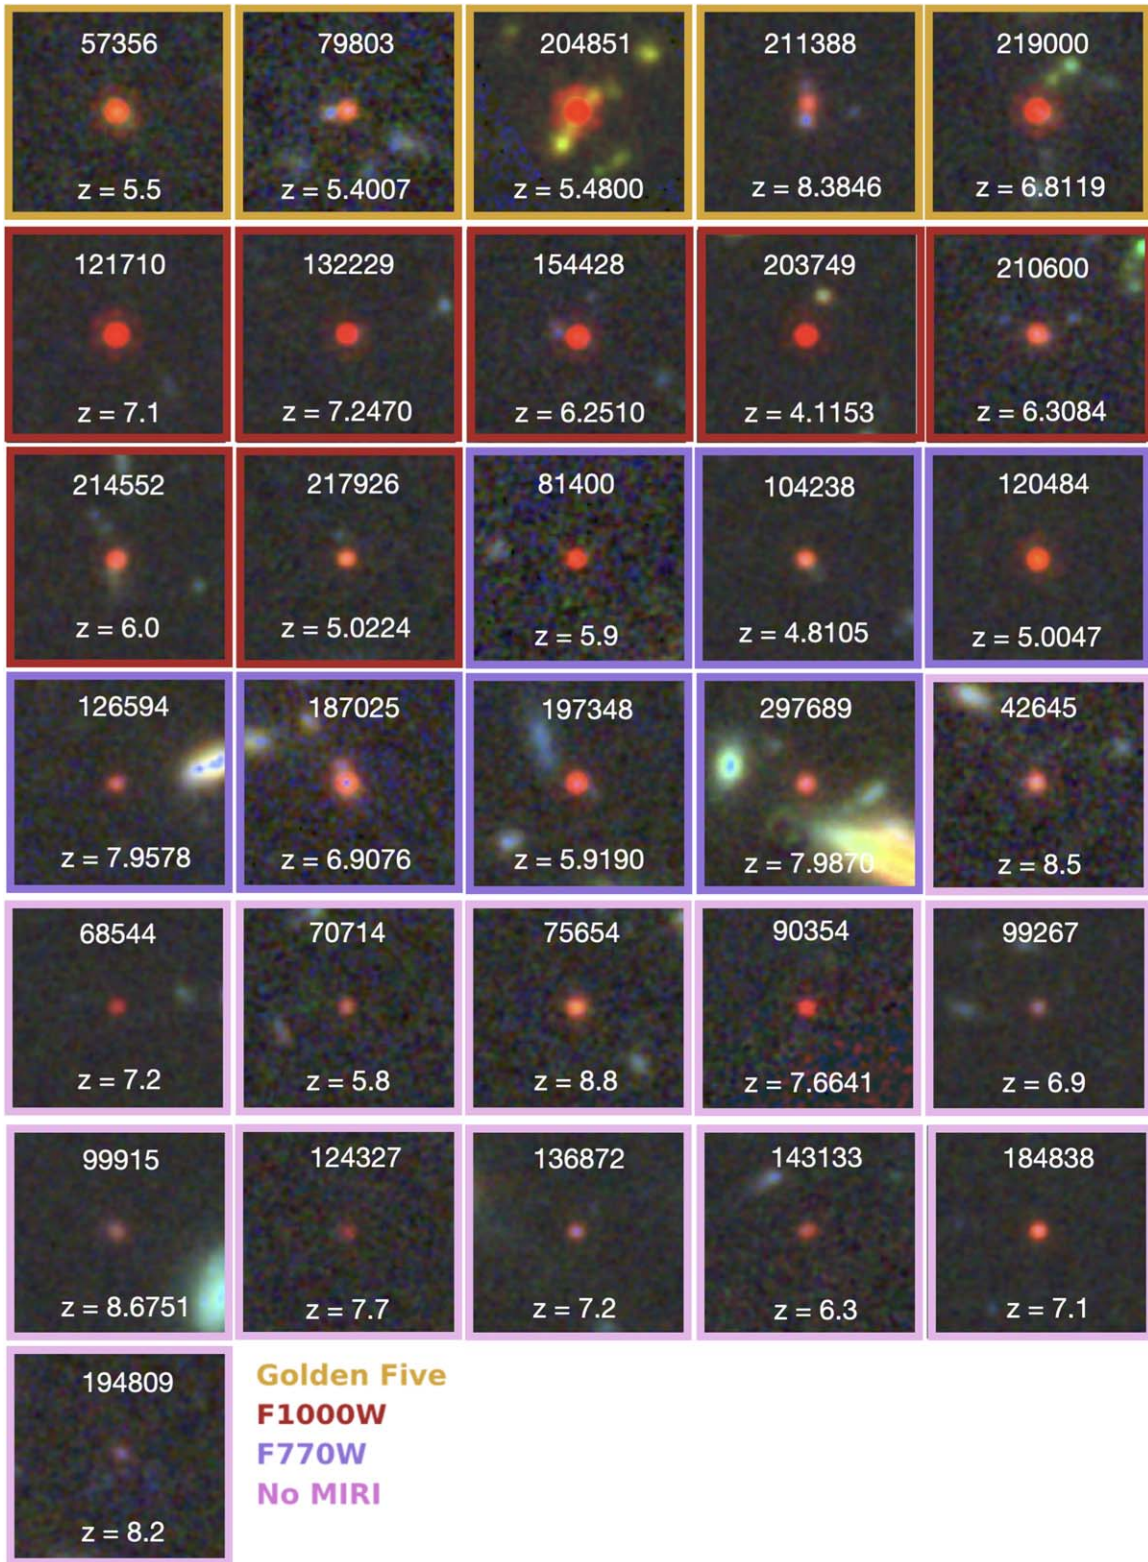 57356 79803 204851 211388 219000
z = 5.5 z = 5.4007 z = 5.4800 z = 8.3846 z = 6.8119
121710 132229 154428 203749 210600
z = 7.1 z = 7.2470 z = 6.2510 z = 4.1153 z = 6.3084
214552 217926 81400 104238 120484
z = 6.0 z = 5.0224 z = 5.9 z = 4.8105 z = 5.0047
126594 187025 197348 297689 42645
z = 7.9578 z = 6.9076 z = 5.9190 z = 7.9870 z = 8.5
68544 70714 75654 90354 99267
z = 7.2 z = 5.8 z = 8.8 z = 7.6641 z = 6.9
99915 124327 136872 143133 184838
z = 8.6751 z = 7.7 z = 7.2 z = 6.3 z = 7.1
194809
z = 8.2
Golden Five
F1000W
F770W
No MIRI